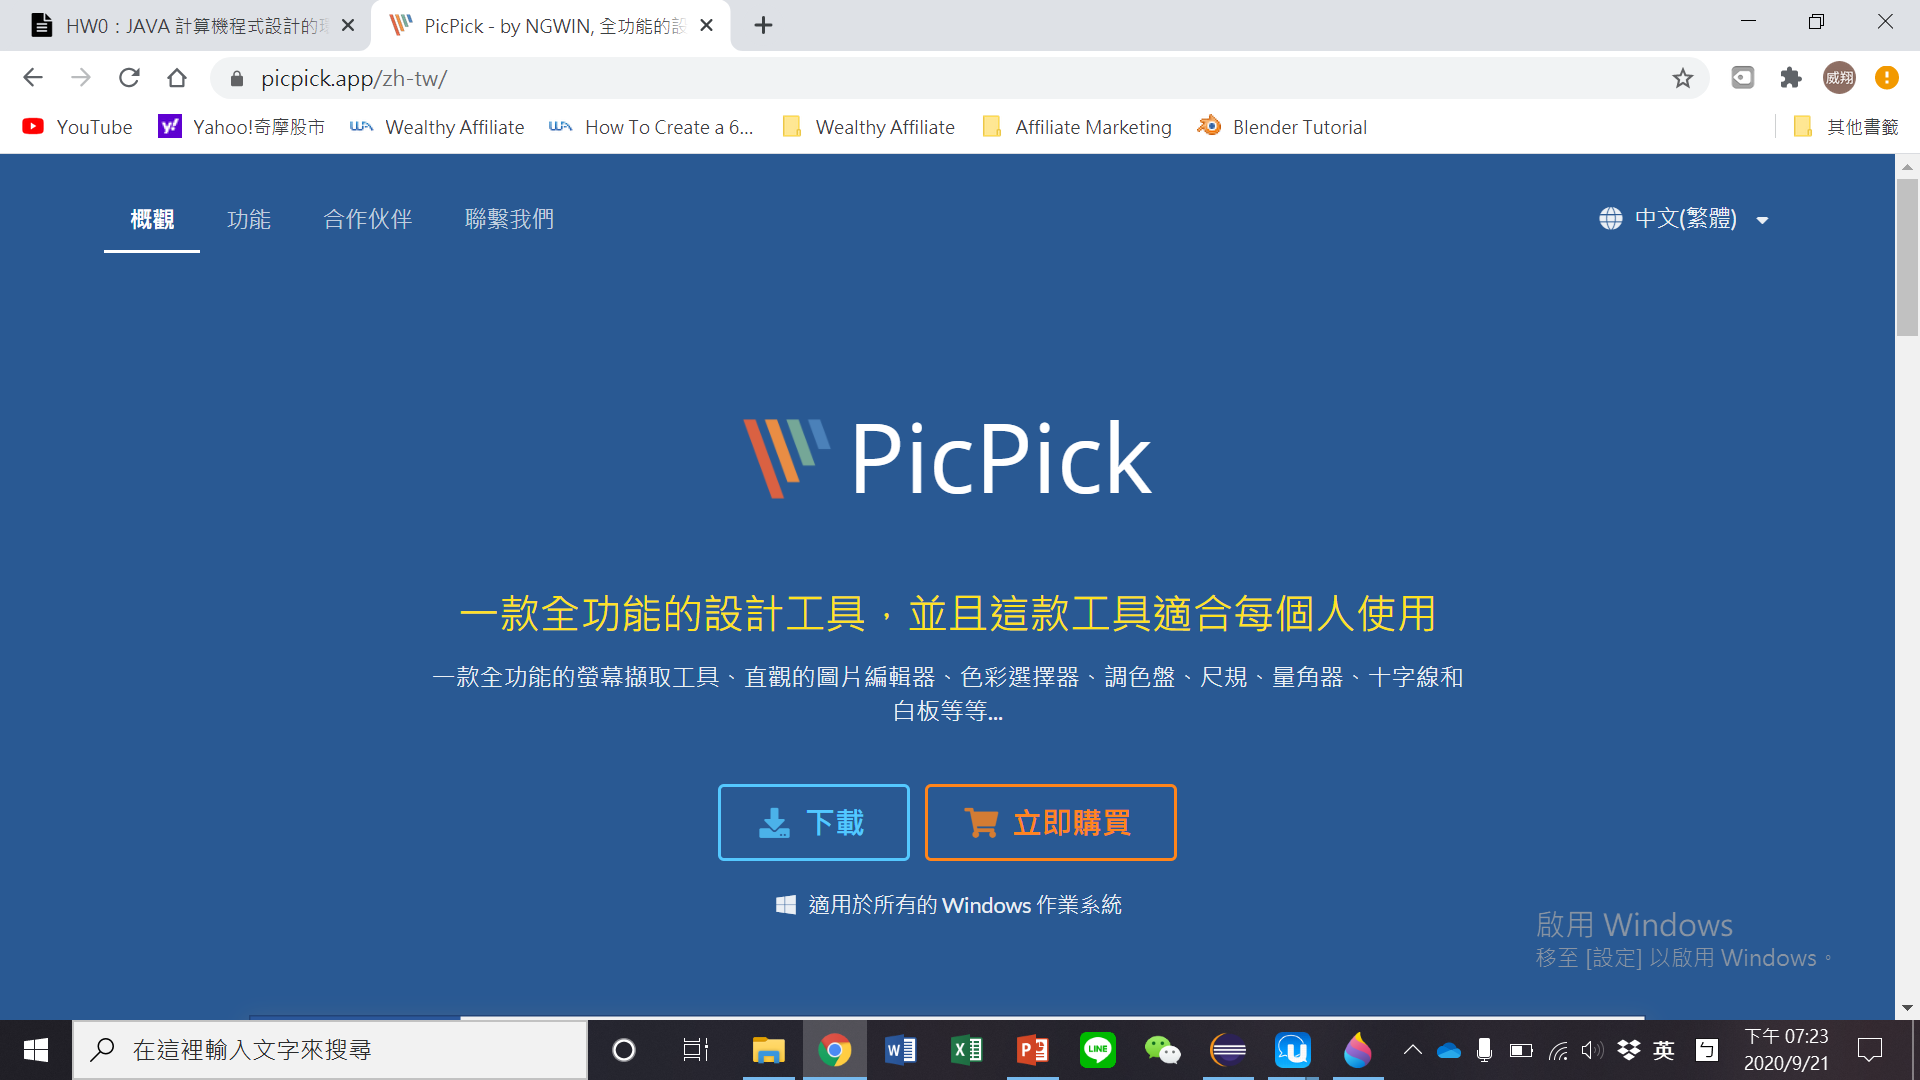 HW0：JAVA 計算機程式設計的環
PicPick - by NGWIN, 全功能的設
picpick.app/zh-tw/
威翔
YouTube
Yahoo!奇摩股市
Wealthy Affiliate
How To Create a 6...
Wealthy Affiliate
Affiliate Marketing
Blender Tutorial
其他書籤
概觀
功能
合作伙伴
聯繫我們
中文(繁體)
PicPick
一款全功能的設計工具，並且這款工具適合每個人使用
一款全功能的螢幕擷取工具、直觀的圖片編輯器、色彩選擇器、調色盤、尺規、量角器、十字線和
白板等等...
下載
立即購買
適用於所有的 Windows 作業系統
啟用 Windows
移至 [設定] 以啟用 Windows。
在這裡輸入文字來搜尋
LINE
英
ㄅ
下午 07:23
2020/9/21